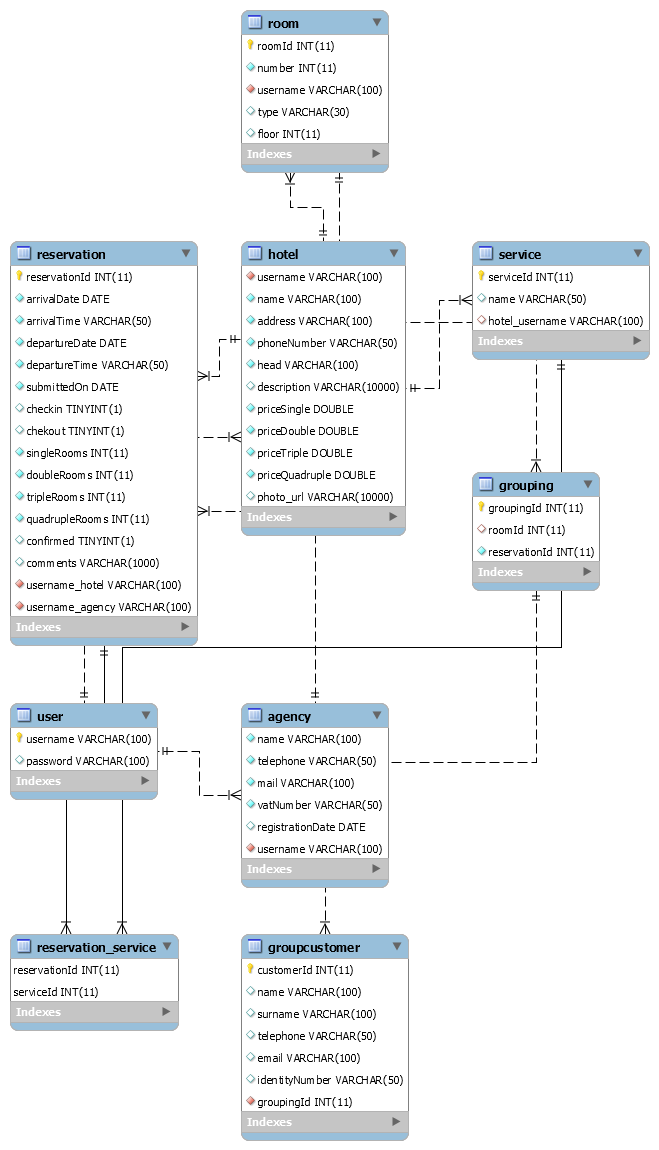 room
roomId INT(11)
number INT(11)
username VARCHAR(100)
type VARCHAR(30)
floor INT(11)
Indexes
reservation
reservationId INT(11)
arrivalDate DATE
arrivalTime VARCHAR(50)
departureDate DATE
departureTime VARCHAR(50)
submittedOn DATE
checkin TINYINT(1)
chekout TINYINT(1)
singleRooms INT(11)
doubleRooms INT(11)
tripleRooms INT(11)
quadrupleRooms INT(11)
confirmed TINYINT(1)
comments VARCHAR(1000)
username_hotel VARCHAR(100)
username_agency VARCHAR(100)
Indexes
hotel
username VARCHAR(100)
name VARCHAR(100)
address VARCHAR(100)
phoneNumber VARCHAR(50)
head VARCHAR(100)
description VARCHAR(10000)
priceSingle DOUBLE
priceDouble DOUBLE
priceTriple DOUBLE
priceQuadruple DOUBLE
photo_url VARCHAR(10000)
Indexes
service
serviceId INT(11)
name VARCHAR(50)
hotel_username VARCHAR(100)
Indexes
grouping
groupingId INT(11)
roomId INT(11)
reservationId INT(11)
Indexes
user
username VARCHAR(100)
password VARCHAR(100)
Indexes
agency
name VARCHAR(100)
telephone VARCHAR(50)
mail VARCHAR(100)
vatNumber VARCHAR(50)
registrationDate DATE
username VARCHAR(100)
Indexes
reservation_service
reservationId INT(11)
serviceId INT(11)
Indexes
groupcustomer
customerId INT(11)
name VARCHAR(100)
surname VARCHAR(100)
telephone VARCHAR(50)
email VARCHAR(100)
identityNumber VARCHAR(50)
groupingId INT(11)
Indexes